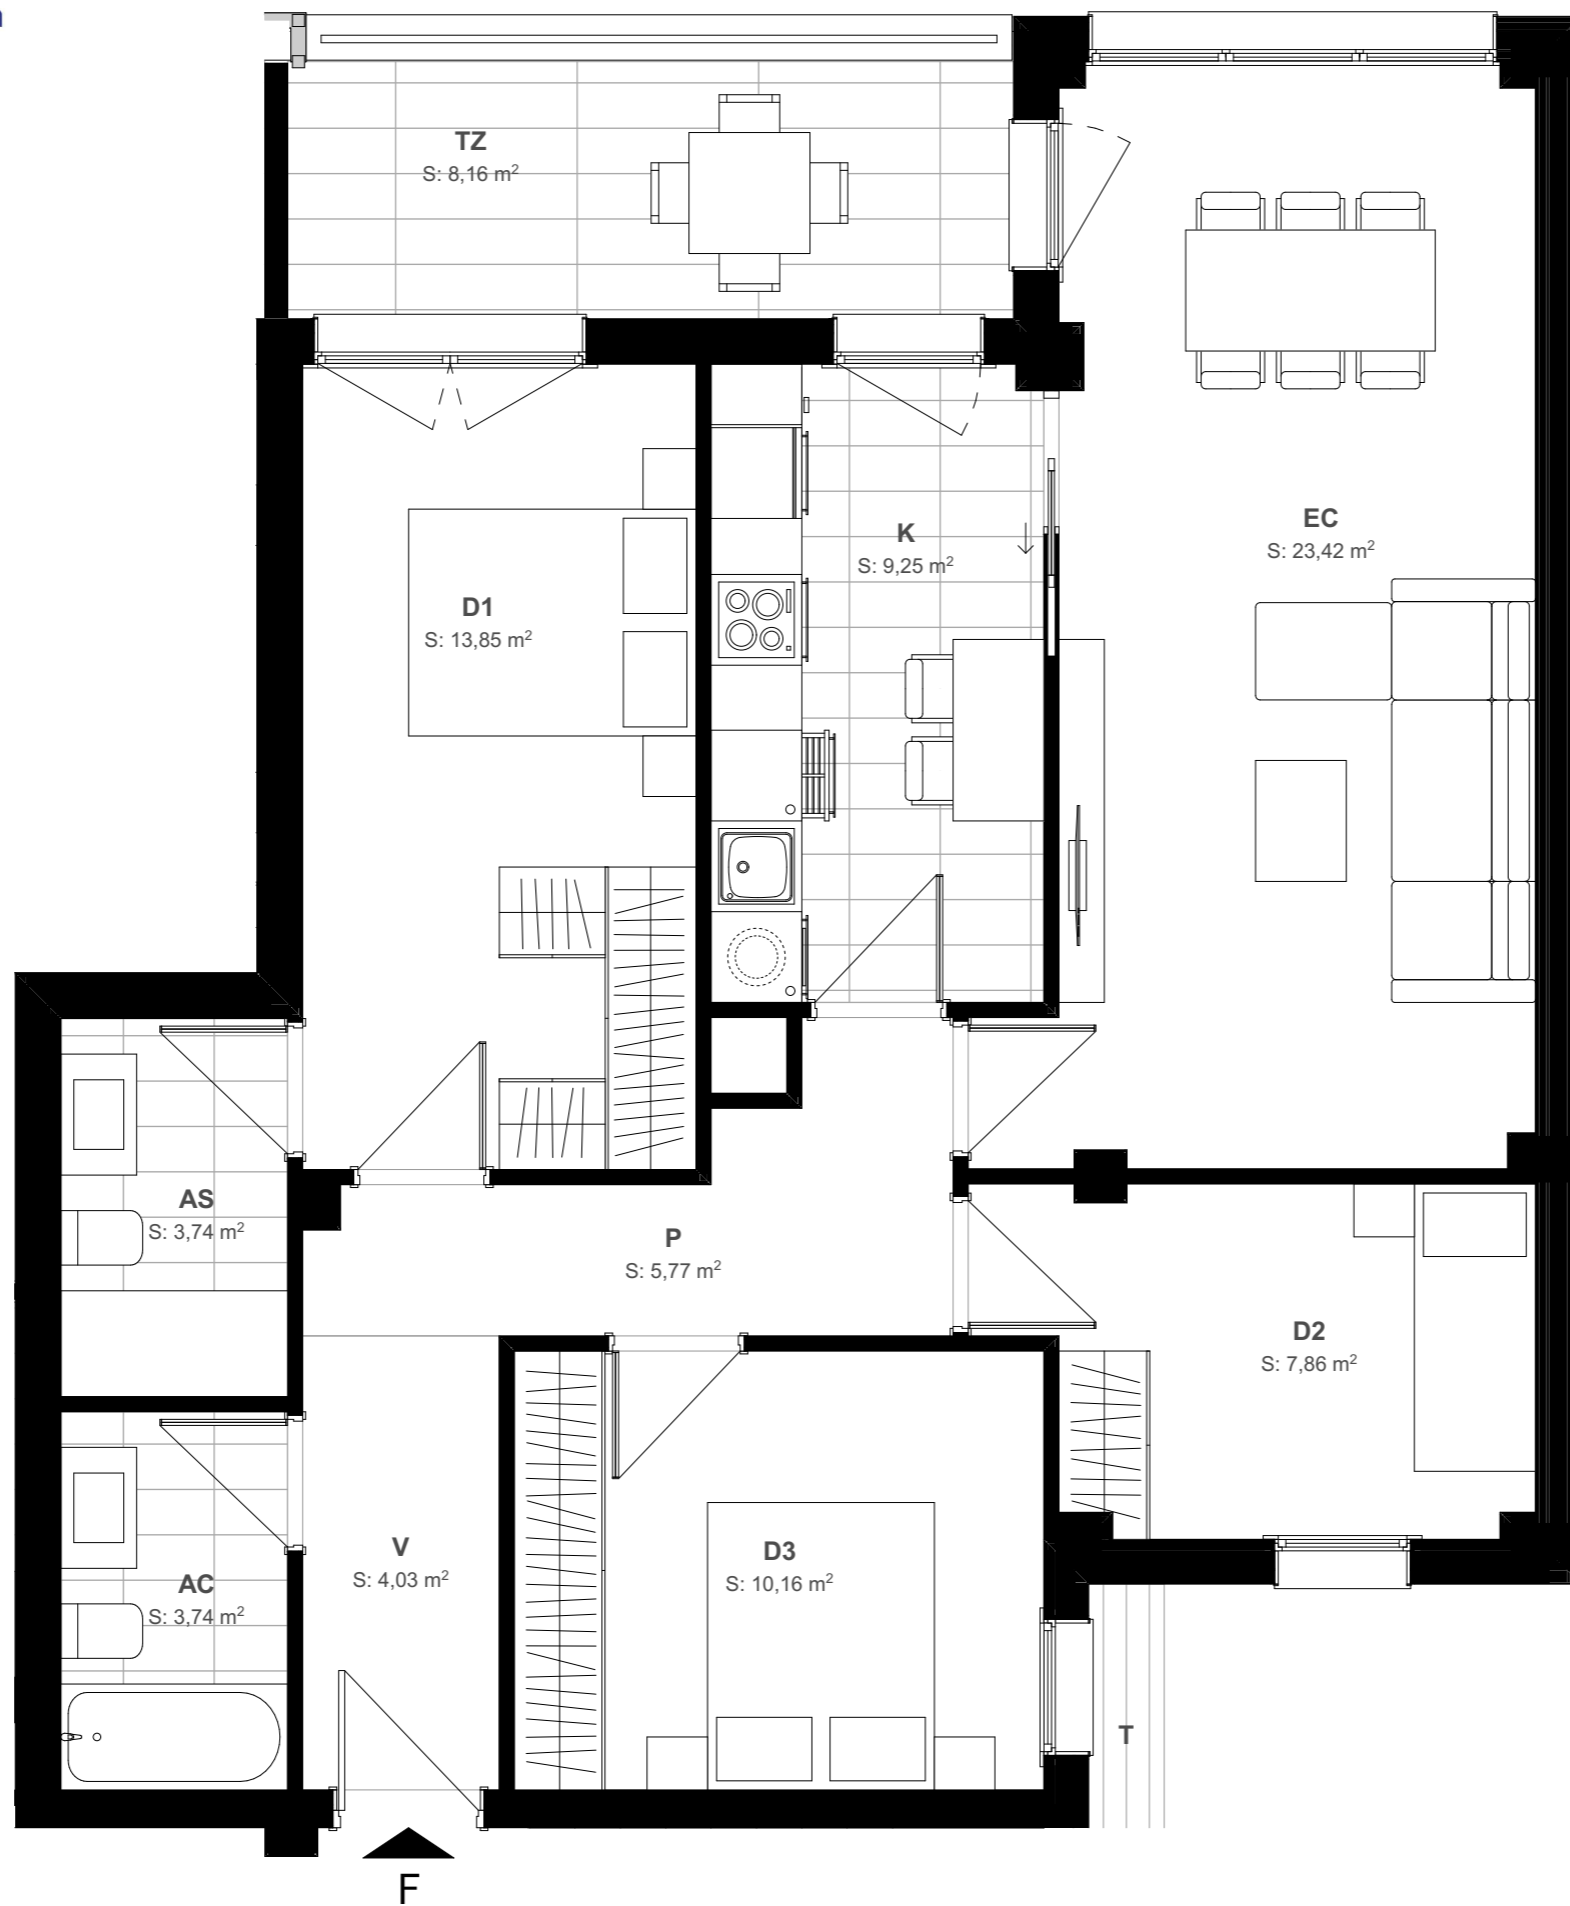 TZ
S: 8,16 m²
EC
S: 23,42 m²
K
S: 9,25 m²
D1
S: 13,85 m²
AS
S: 3,74 m²
P
S: 5,77 m²
D2
S: 7,86 m²
V
S: 4,03 m²
D3
S: 10,16 m²
AC
S: 3,74 m²
T
F